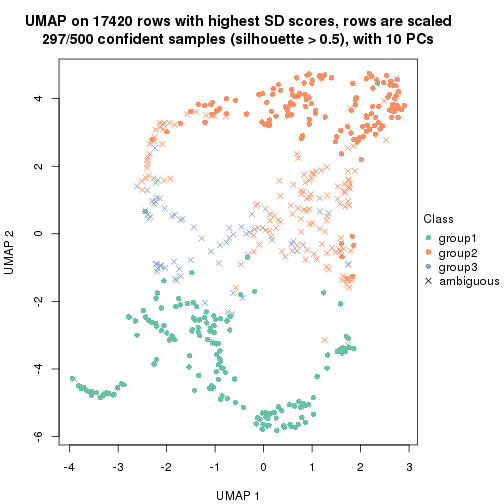 UMAP on 17420 rows with highest SD scores, rows are scaled
297/500 confident samples (silhouette > 0.5), with 10 PCs
4
2
0
-2
-4
-6
UMAP 2
-4
-3
-2
-1
0
1
2
3
UMAP 1
Class
group1
group2
group3
ambiguous